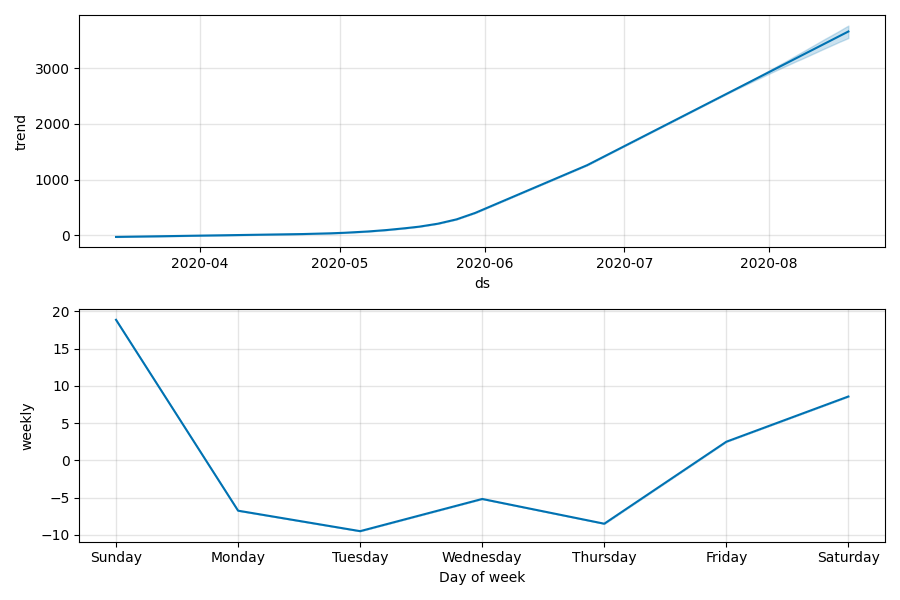 3000
2000
1000
0
trend
2020-04 2020-05 2020-06 2020-07 2020-08
ds
20
15
10
5
0
−5
−10
weekly
Sunday Monday Tuesday Wednesday Thursday Friday Saturday
Day of week